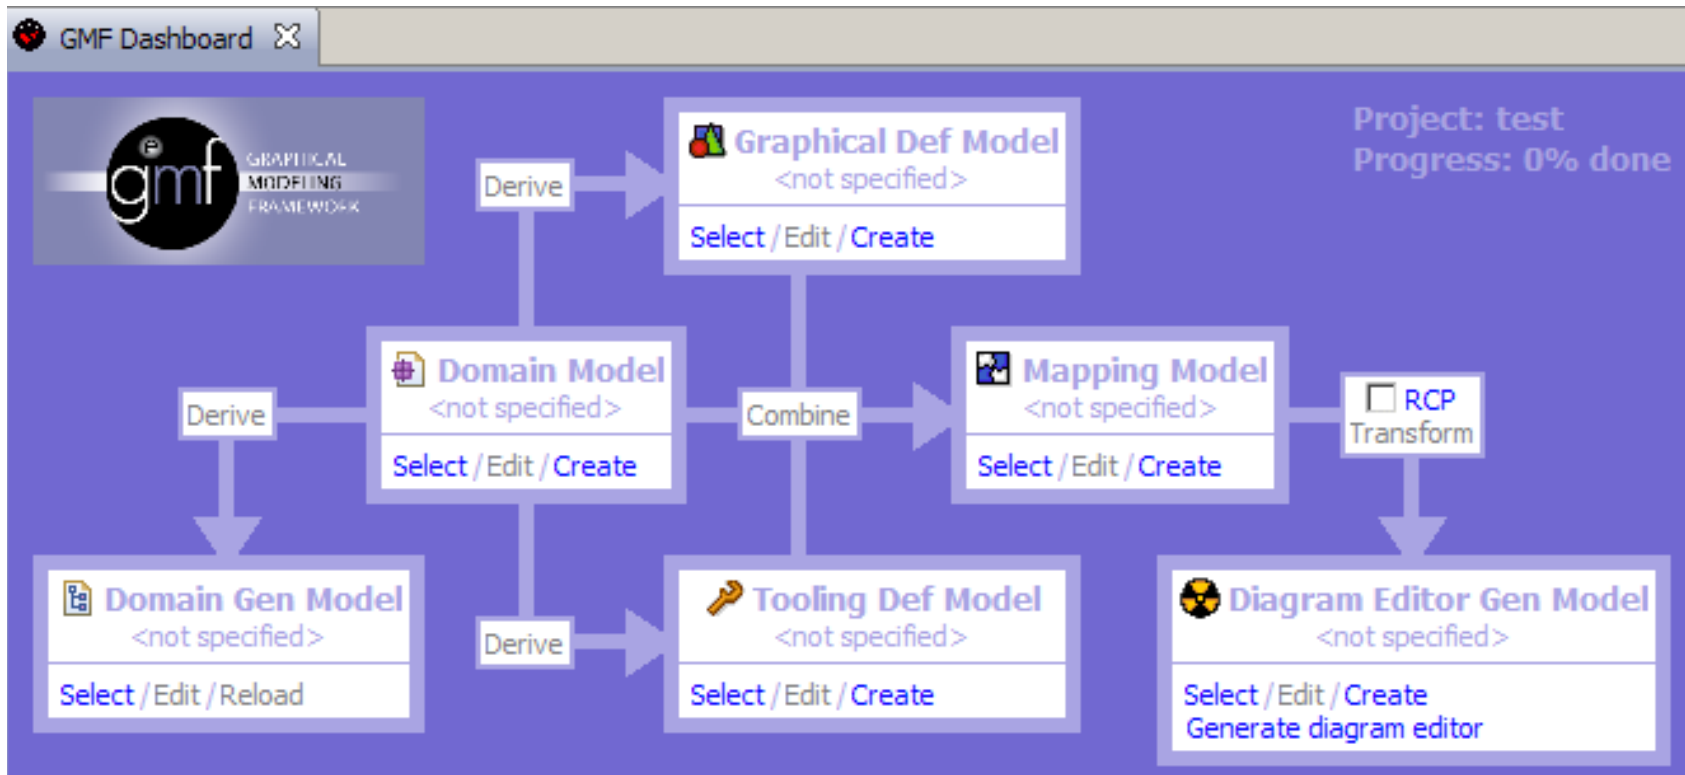 GMF Dashboard
gmf
GRAPHICAL
MODELING
FRAMEWORK
Project: test
Progress: 0% done
Graphical Def Model
<not specified>
Select / Edit / Create
Derive
Domain Model
<not specified>
Select / Edit / Create
Derive
Combine
Mapping Model
<not specified>
Select / Edit / Create
RCP
Transform
Domain Gen Model
<not specified>
Select / Edit / Reload
Derive
Tooling Def Model
<not specified>
Select / Edit / Create
Diagram Editor Gen Model
<not specified>
Select / Edit / Create
Generate diagram editor